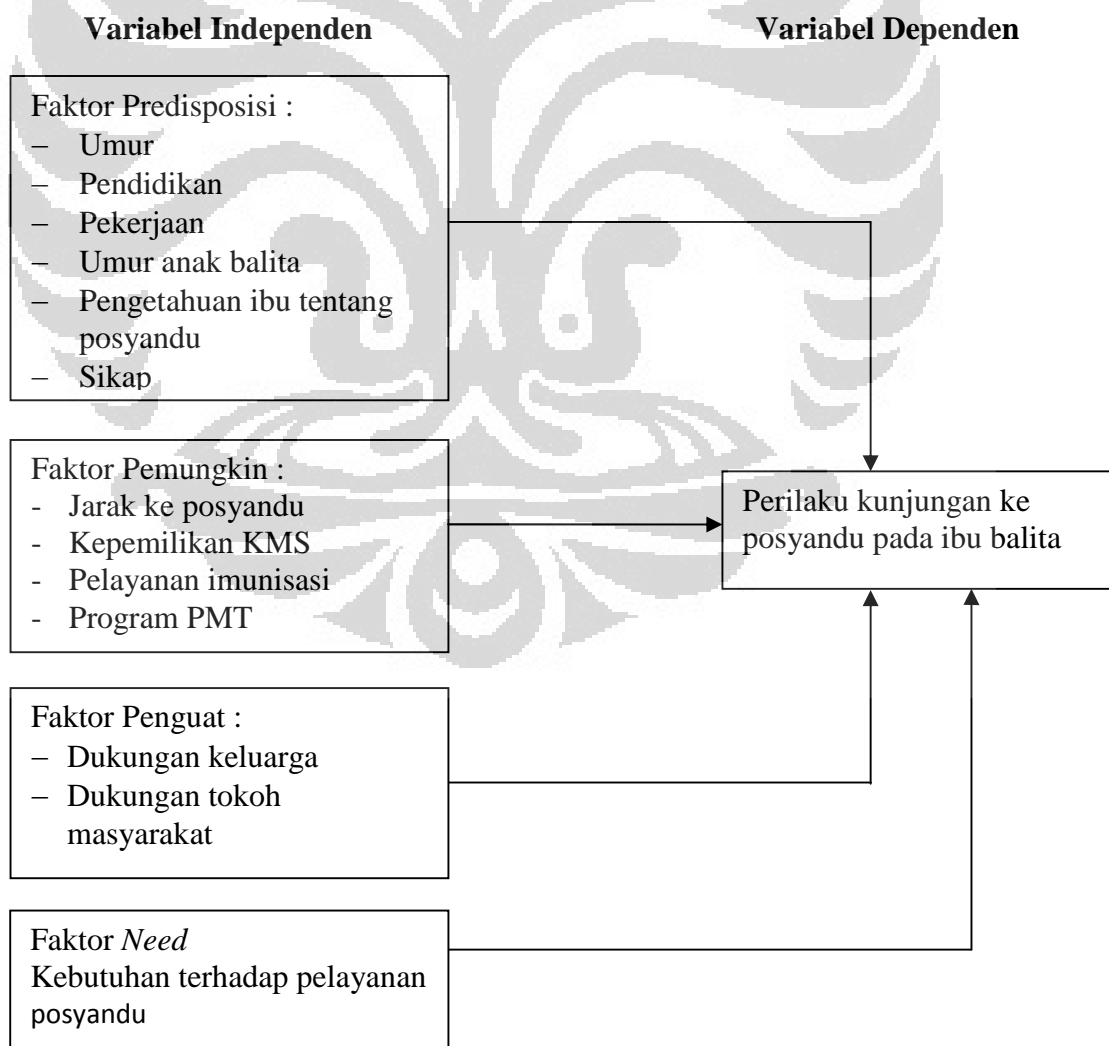 Variabel Independen
Variabel Dependen
Faktor Predisposisi :
– Umur
– Pendidikan
– Pekerjaan
– Umur anak balita
– Pengetahuan ibu tentang
posyandu
– Sikap
Faktor Pemungkin :
- Jarak ke posyandu
- Kepemilikan KMS
- Pelayanan imunisasi
- Program PMT
Faktor Penguat :
– Dukungan keluarga
– Dukungan tokoh
masyarakat
Faktor Need
Kebutuhan terhadap pelayanan
posyandu
Perilaku kunjungan ke
posyandu pada ibu balita